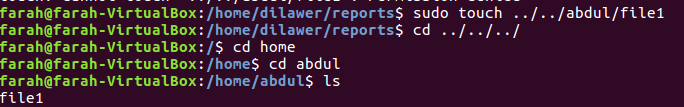 farah@farah-VirtualBox:/home/dilawer/reports$ sudo touch ../../abdul/file1
farah@farah-VirtualBox:/home/dilawer/reports$ cd ../../../
farah@farah-VirtualBox:/$ cd home
farah@farah-VirtualBox:/home$ cd abdul
farah@farah-VirtualBox:/home/abdul$ ls
file1